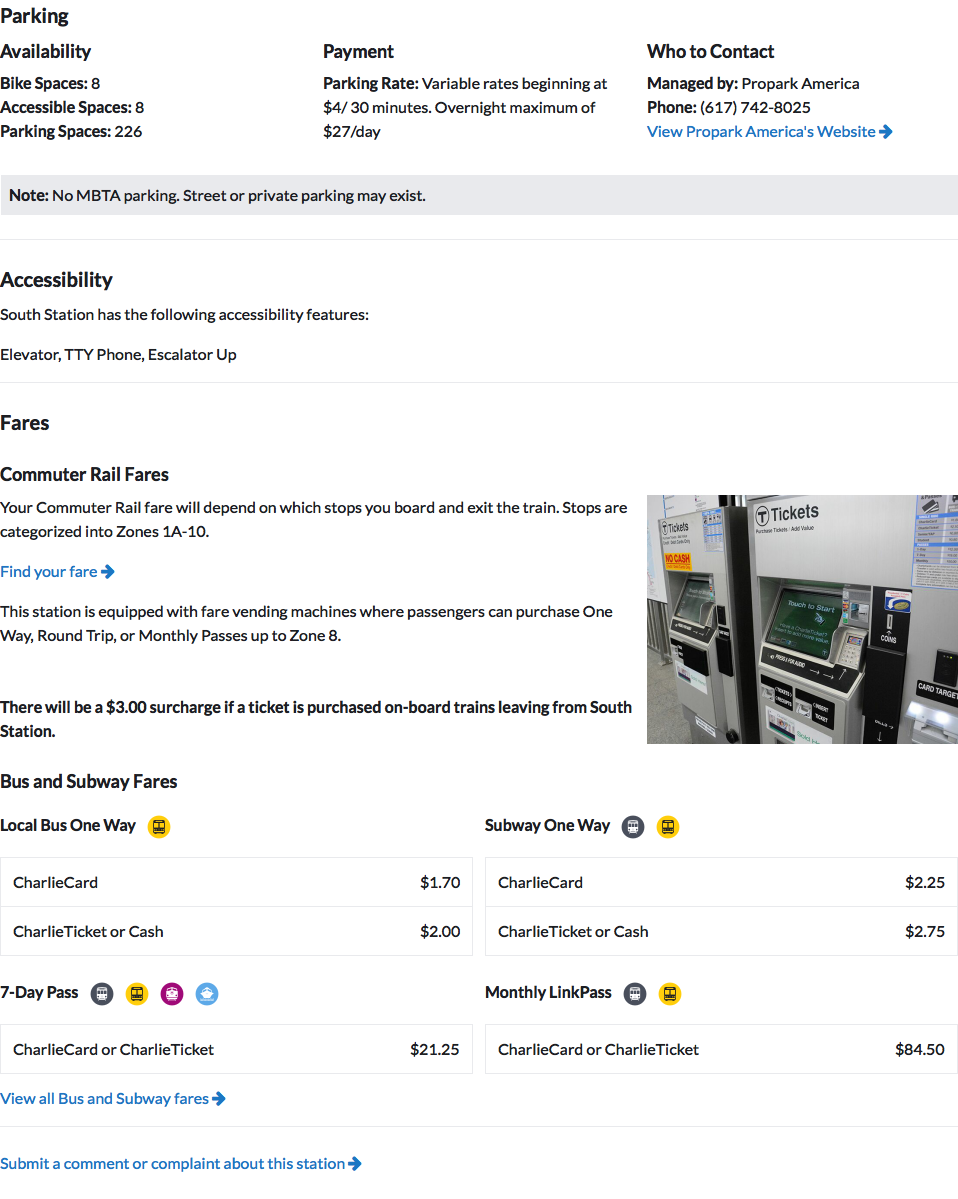 Parking
Availability
Bike Spaces: 8
Accessible Spaces: 8
Parking Spaces: 226
Payment
Parking Rate: Variable rates beginning at
$4/ 30 minutes. Overnight maximum of
$27/day
Who to Contact
Managed by: Propark America
Phone: (617) 742-8025
View Propark America's Website
Note: No MBTA parking. Street or private parking may exist.
Accessibility
South Station has the following accessibility features:
Elevator, TTY Phone, Escalator Up
Fares
Commuter Rail Fares
Your Commuter Rail fare will depend on which stops you board and exit the train. Stops are
categorized into Zones 1A-10.
Find your fare
This station is equipped with fare vending machines where passengers can purchase One
Way, Round Trip, or Monthly Passes up to Zone 8.
There will be a $3.00 surcharge if a ticket is purchased on-board trains leaving from South
Station.
Tickets
NO CASH
T Tickets
Purchase Tickets · Add Value
Touch to Start
Have a CharlieTicket?
PRESS 3 FOR AUDIO
COINS
CARD TARGET
Bus and Subway Fares
Local Bus One Way
CharlieCard $1.70
CharlieTicket or Cash $2.00
Subway One Way
CharlieCard $2.25
CharlieTicket or Cash $2.75
7-Day Pass
CharlieCard or CharlieTicket $21.25
Monthly LinkPass
CharlieCard or CharlieTicket $84.50
View all Bus and Subway fares
Submit a comment or complaint about this station